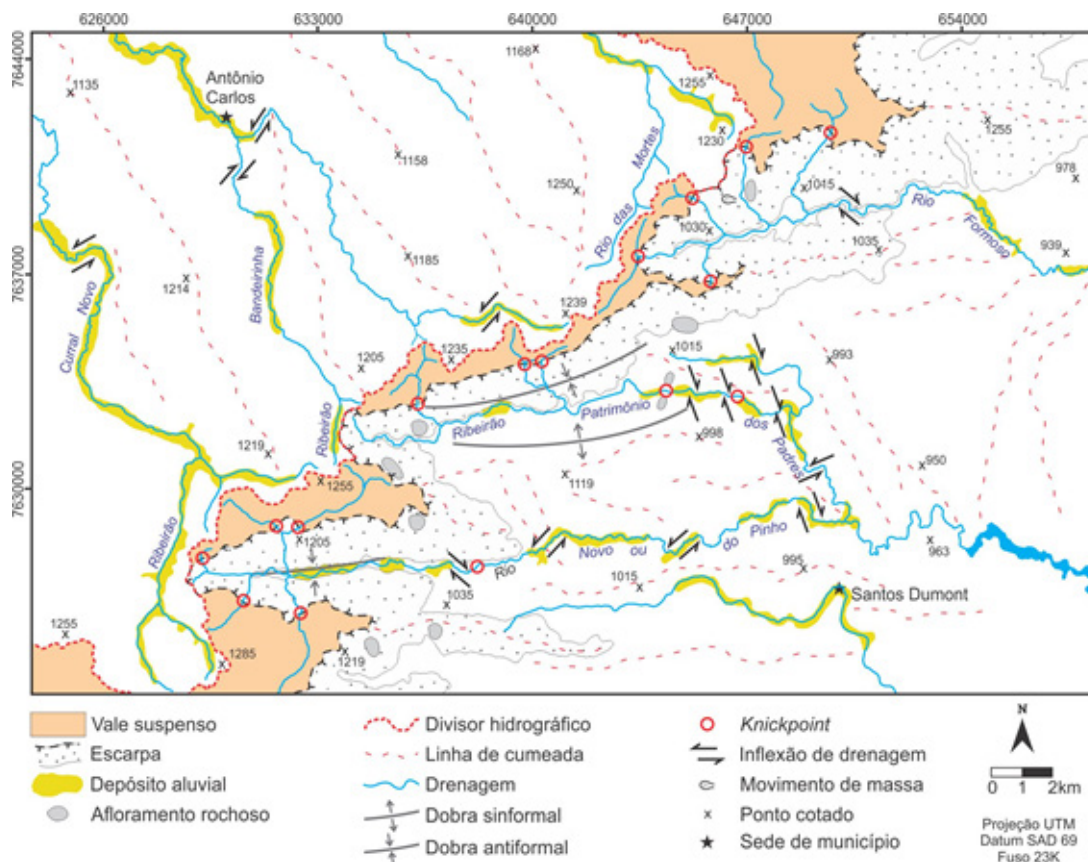 626000 633000 640000 647000 654000
7644000
7637000
7630000
1168
1135
Antônio
Carlos
1255
1230
1255
978
1158
Mortes
1250
1045
das
Rio
1030
Rio
Formoso
1035
939
Novo
Curral
Ribeirão
1214
Bandeirinha
Ribeirão
1185
1239
1205
1235
1015
993
Ribeirão
Patrimônio
dos
Padres
998
950
1219
1255
1119
1205
Rio
Novo ou
do
Pinho
963
995
1015
1035
Santos Dumont
1255
1285
1219
Vale suspenso
Escarpa
Depósito aluvial
Afloramento rochoso
Divisor hidrográfico
Linha de cumeada
Drenagem
Dobra sinformal
Dobra antiformal
Knickpoint
Inflexão de drenagem
Movimento de massa
Ponto cotado
Sede de município
N
0 1 2km
Projeção UTM
Datum SAD 69
Fuso 23K